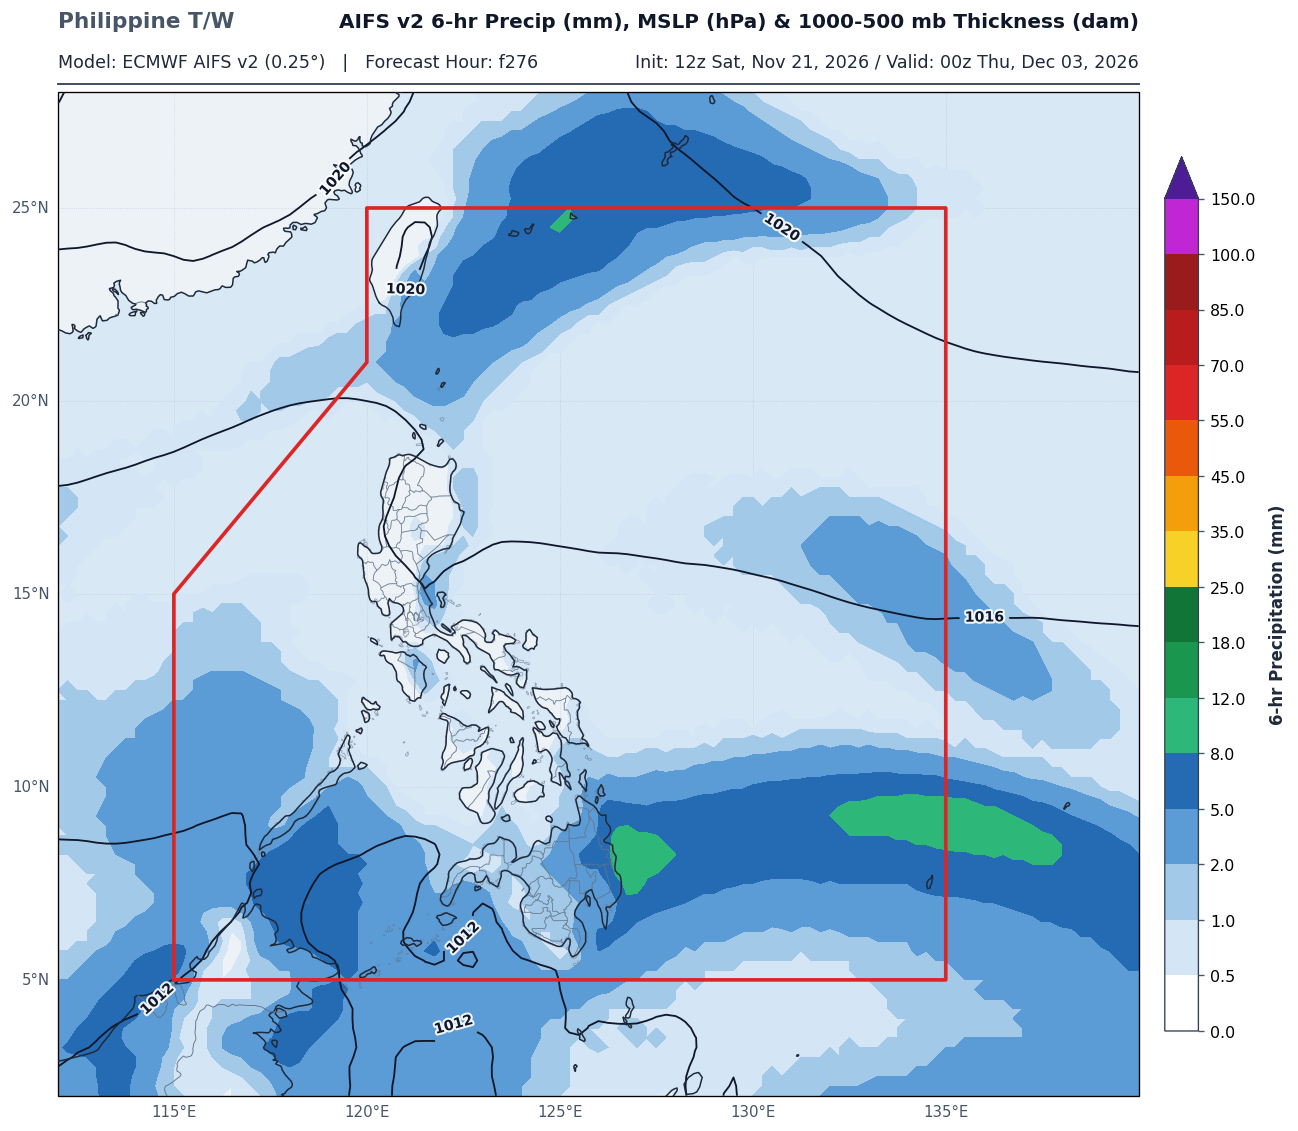 Philippine T/W
AIFS v2 6-hr Precip (mm), MSLP (hPa) & 1000-500 mb Thickness (dam)
Model: ECMWF AIFS v2 (0.25°) | Forecast Hour: f276
Init: 12z Sat, Nov 21, 2026 / Valid: 00z Thu, Dec 03, 2026
1020
1020
1020
1016
1012
1012
1012
25°N
20°N
15°N
10°N
5°N
115°E
120°E
125°E
130°E
135°E
150.0
100.0
85.0
70.0
55.0
45.0
35.0
25.0
18.0
12.0
8.0
5.0
2.0
1.0
0.5
0.0
6-hr Precipitation (mm)